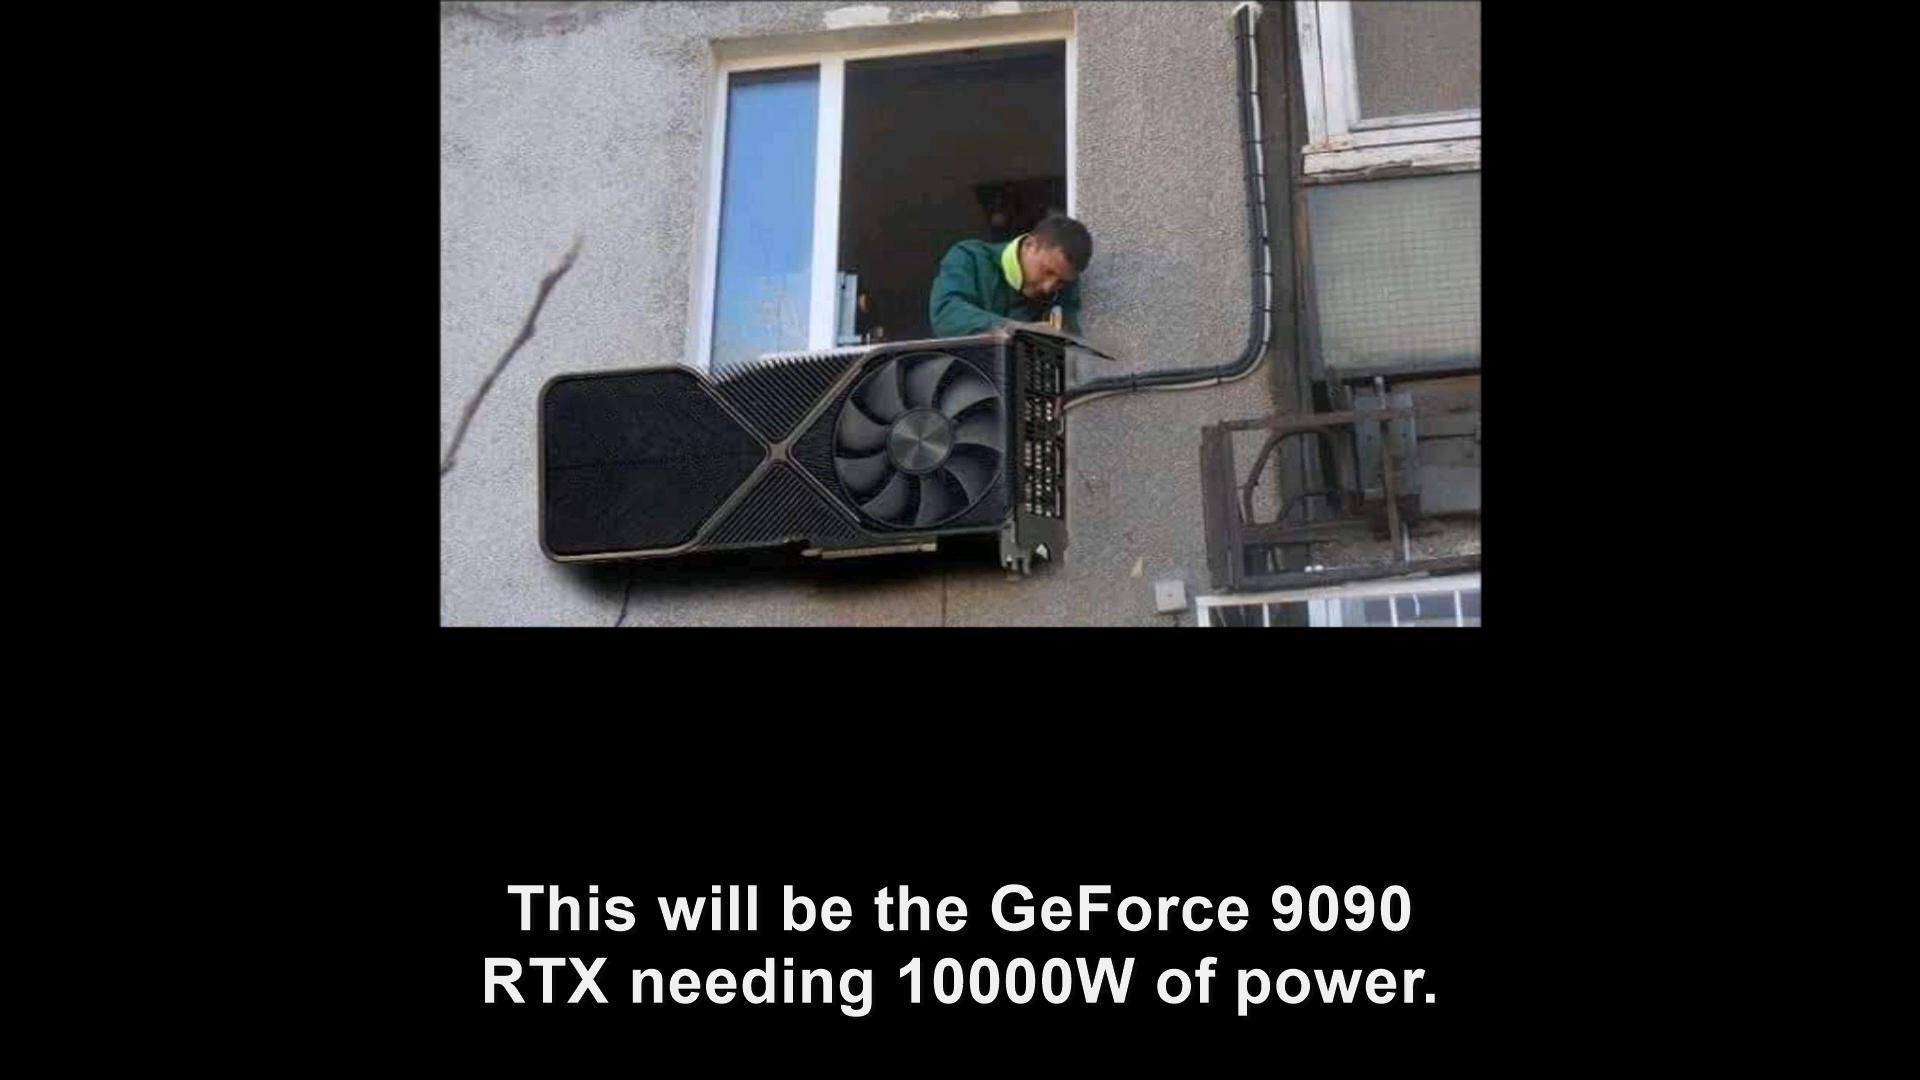 This will be the GeForce 9090
RTX needing 10000W of power.